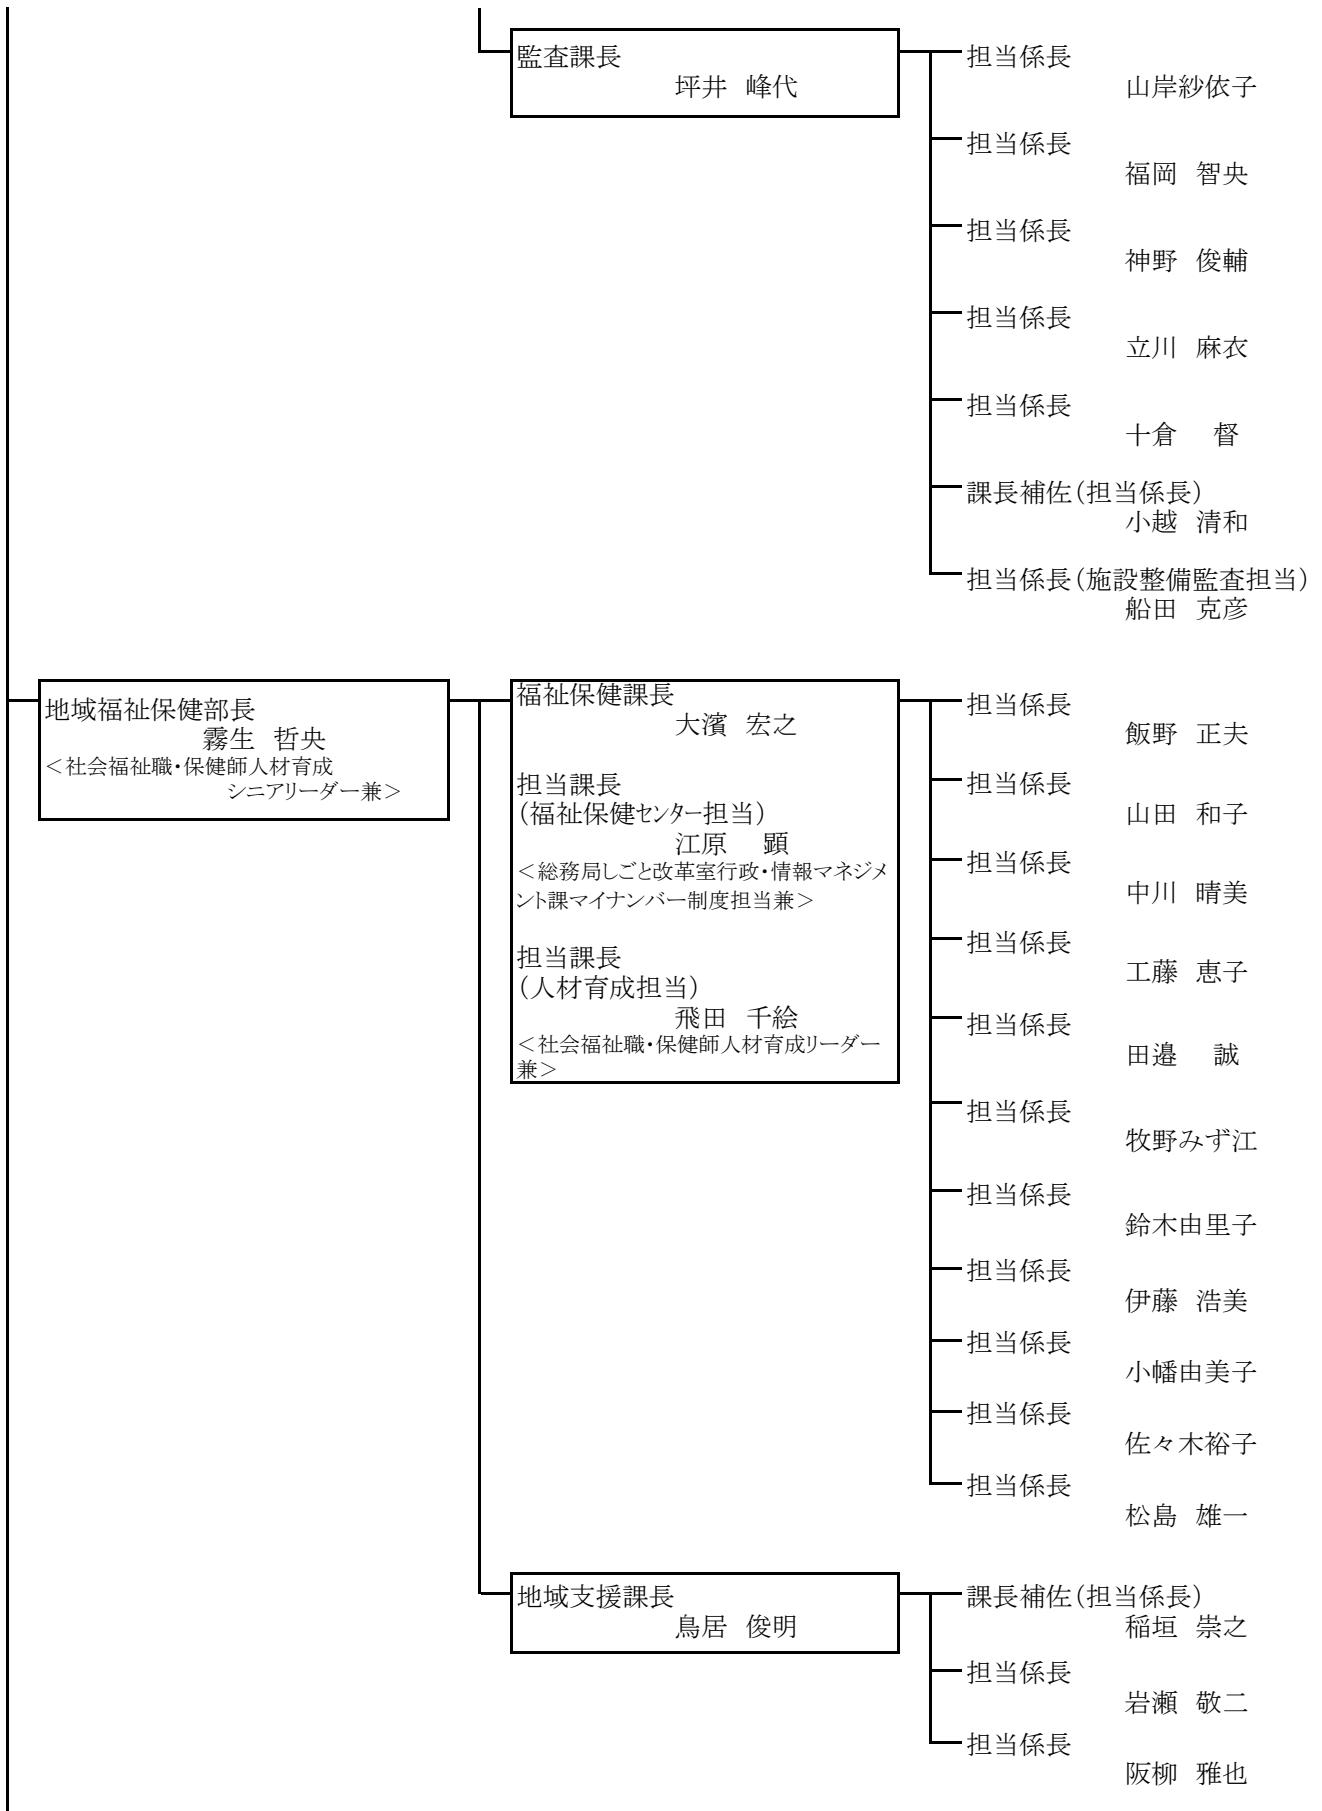 監査課長
坪井 峰代
担当係長
山岸紗依子
担当係長
福岡 智央
担当係長
神野 俊輔
担当係長
立川 麻衣
担当係長
十倉 督
課長補佐(担当係長)
小越 清和
担当係長(施設整備監査担当)
船田 克彦
地域福祉保健部長
霧生 哲央
<社会福祉職・保健師人材育成
シニアリーダー兼>
福祉保健課長
大濱 宏之
担当課長
(福祉保健センター担当)
江原 顕
<総務局しごと改革室行政・情報マネジメ
ント課マイナンバー制度担当兼>
担当課長
(人材育成担当)
飛田 千絵
<社会福祉職・保健師人材育成リーダー
兼>
担当係長
飯野 正夫
担当係長
山田 和子
担当係長
中川 晴美
担当係長
工藤 恵子
担当係長
田邉 誠
担当係長
牧野みず江
担当係長
鈴木由里子
担当係長
伊藤 浩美
担当係長
小幡由美子
担当係長
佐々木裕子
担当係長
松島 雄一
地域支援課長
鳥居 俊明
課長補佐(担当係長)
稲垣 崇之
担当係長
岩瀬 敬二
担当係長
阪柳 雅也